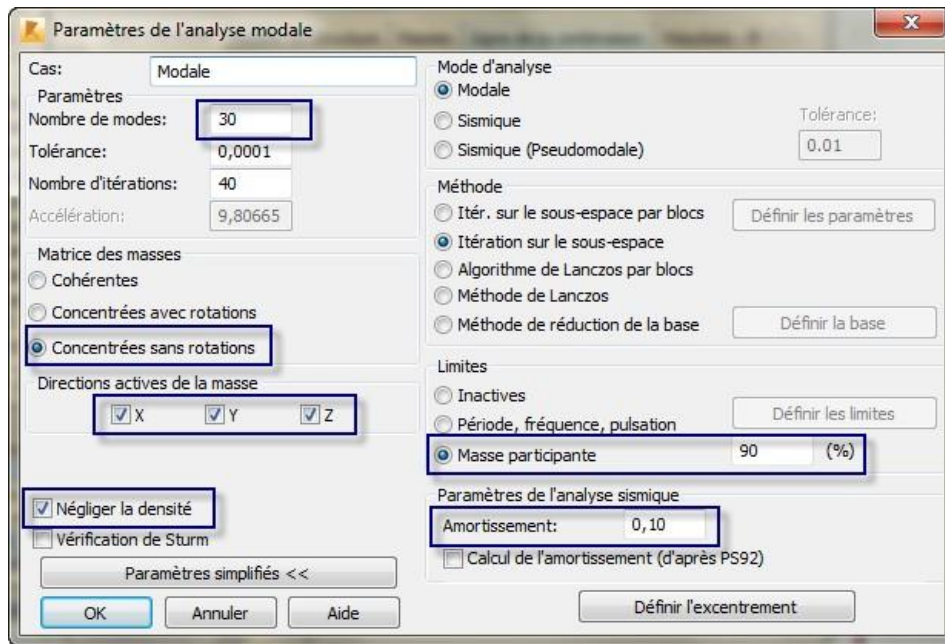 Paramètres de l'analyse modale
Cas: Modale
Paramètres
Nombre de modes: 30
Tolérance: 0,0001
Nombre d'itérations: 40
Accélération: 9,80665
Matrice des masses
Cohérentes
Concentrées avec rotations
Concentrées sans rotations
Directions actives de la masse
X Y Z
Négliger la densité
Vérification de Sturm
Paramètres simplifiés <<
OK Annuler Aide
Mode d'analyse
Modale
Sismique
Tolérance:
Sismique (Pseudomodale) 0.01
Méthode
Itér. sur le sous-espace par blocs Définir les paramètres
Itération sur le sous-espace
Algorithme de Lanczos par blocs
Méthode de Lanczos
Méthode de réduction de la base Définir la base
Limites
Inactives
Période, fréquence, pulsation Définir les limites
Masse participante 90 (%)
Paramètres de l'analyse sismique
Amortissement: 0,10
Calcul de l'amortissement (d'après PS92)
Définir l'excentrement